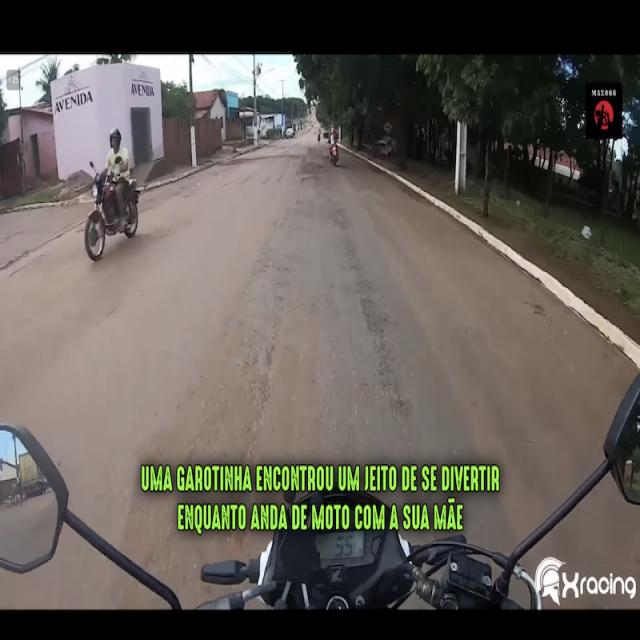 AVENIDA
AVENIDA
MAX066
UMA GAROTINHA ENCONTROU UM JEITO DE SE DIVERTIR
ENQUANTO ANDA DE MOTO COM A SUA MÃE
55
Xracing